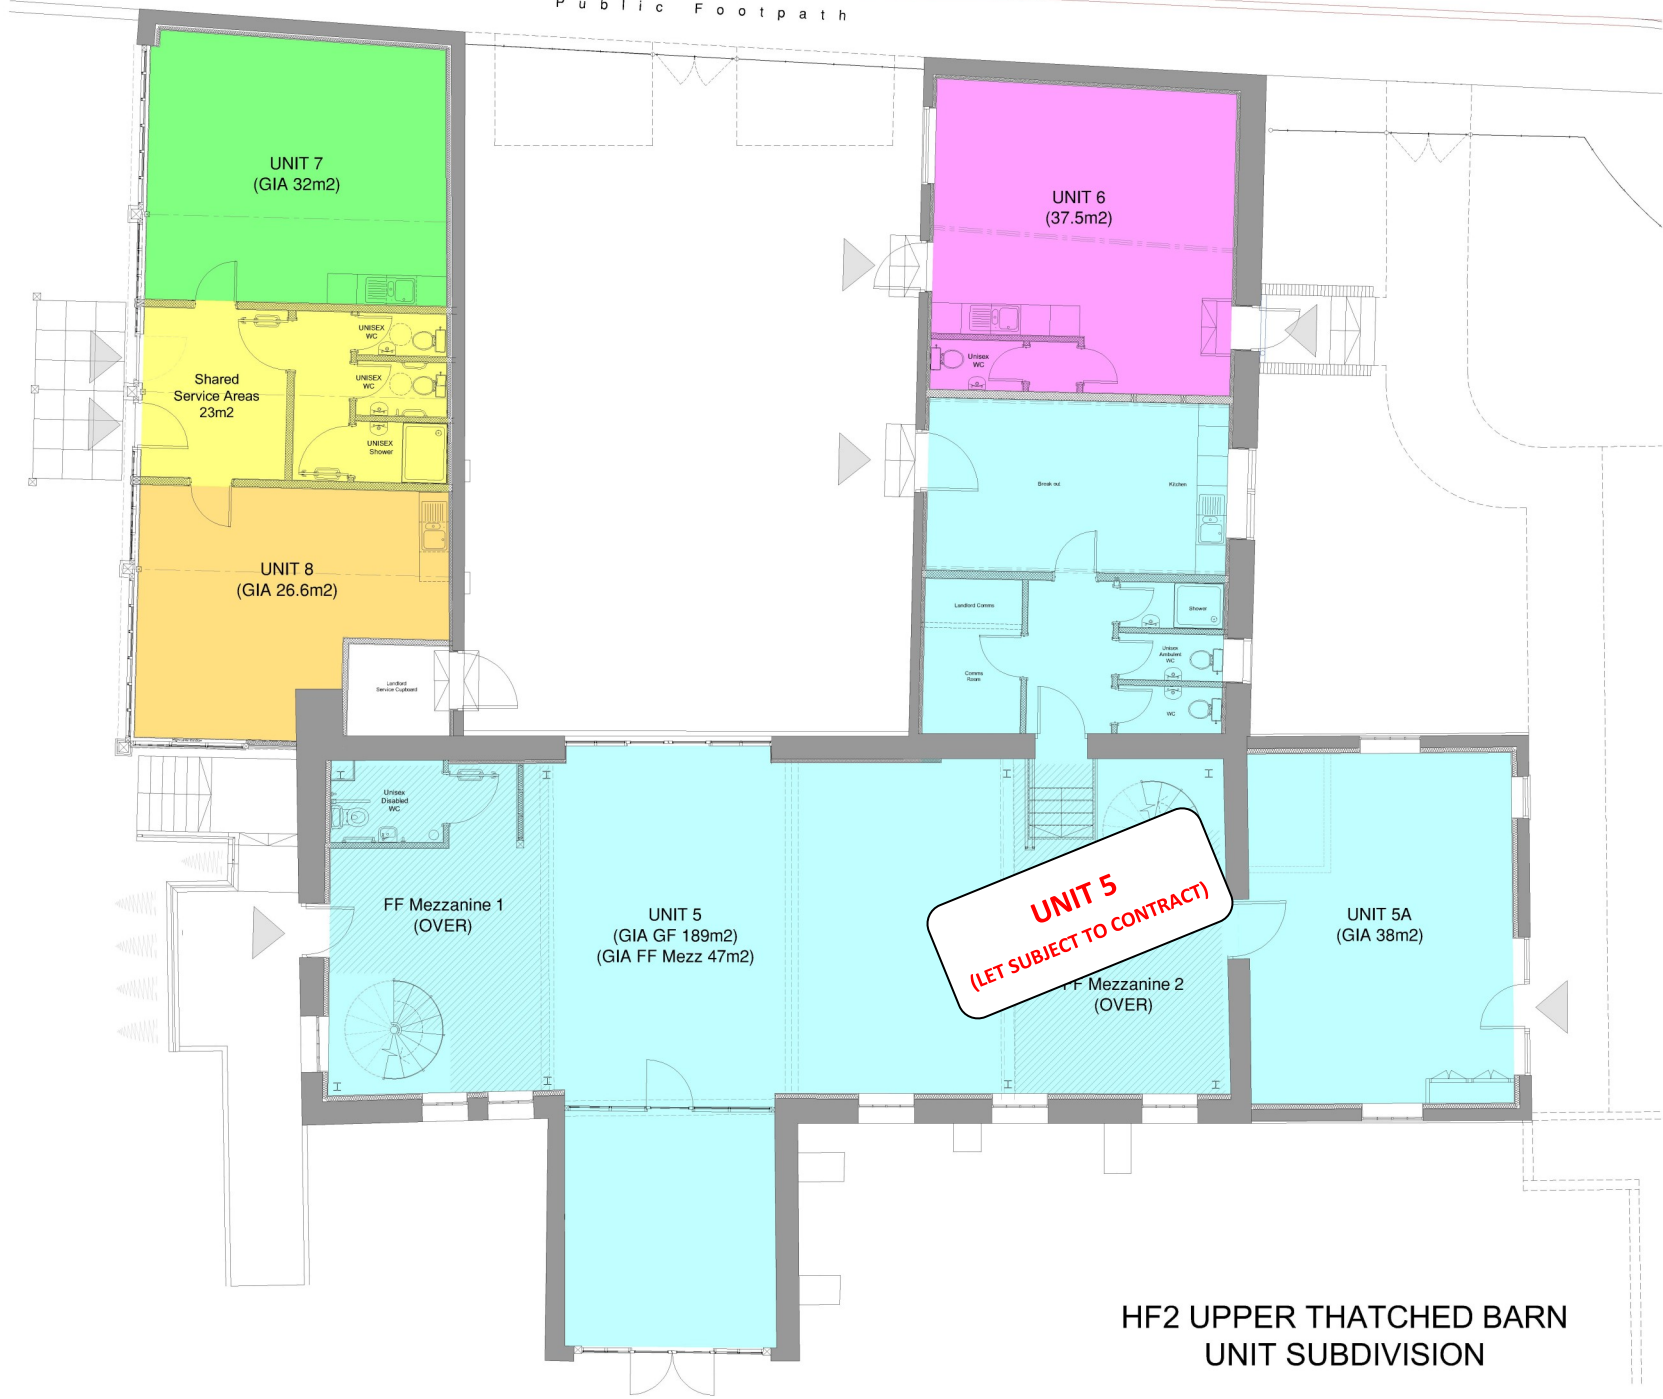 Public Footpath
UNIT 7
(GIA 32m2)
UNIT 6
(37.5m2)
UNISEX
WC
UNISEX
WC
UNISEX
Shower
Shared
Service Areas
23m2
Unisex
WC
Break out
Kitchen
UNIT 8
(GIA 26.6m2)
Landlord
Service Cupboard
Landlord Comms
Comms
Room
Shower
Unisex
Ambulant
WC
WC
Unisex
Disabled
WC
FF Mezzanine 1
(OVER)
UNIT 5
(GIA GF 189m2)
(GIA FF Mezz 47m2)
UNIT 5
(LET SUBJECT TO CONTRACT)
FF Mezzanine 2
(OVER)
UNIT 5A
(GIA 38m2)
HF2 UPPER THATCHED BARN
UNIT SUBDIVISION